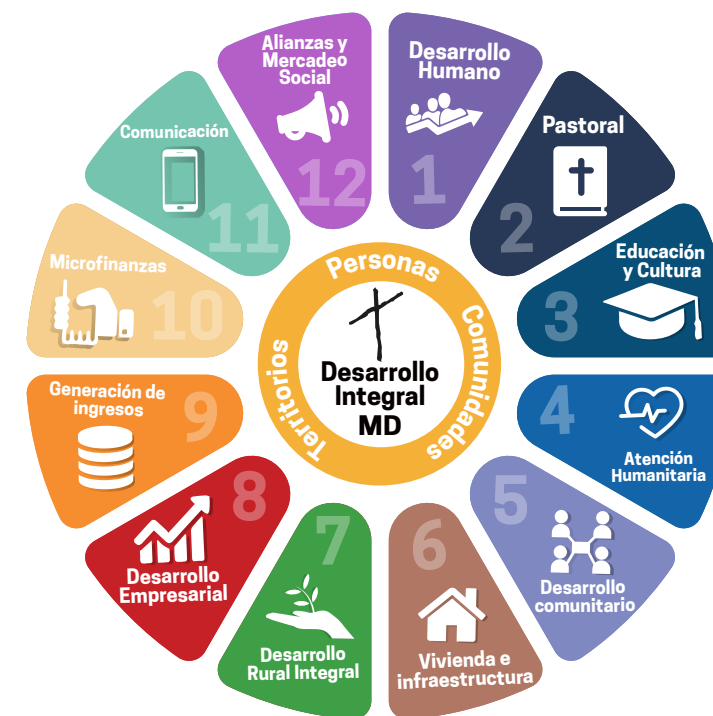 Desarrollo
Humano
1
Pastoral
2
Educación
y Cultura
3
4
Atención
Humanitaria
5
Desarrollo
comunitario
6
Vivienda e
infraestructura
7
Desarrollo
Rural Integral
8
Desarrollo
Empresarial
Generación de
ingresos
9
Microfinanzas
10
Comunicación
11
Alianzas y
Mercadeo
Social
12
Personas
Comunidades
Territorios
Desarrollo
Integral
MD